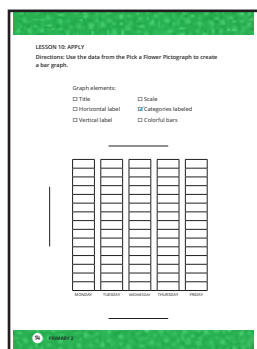 LESSON 10: APPLY
Directions: Use the data from the Pick a Flower Pictograph to create
a bar graph.
Graph elements:
☐ Title ☐ Scale
☐ Horizontal label ☑ Categories labeled
☐ Vertical label ☐ Colorful bars
MONDAY TUESDAY WEDNESDAY THURSDAY FRIDAY
PRIMARY 2